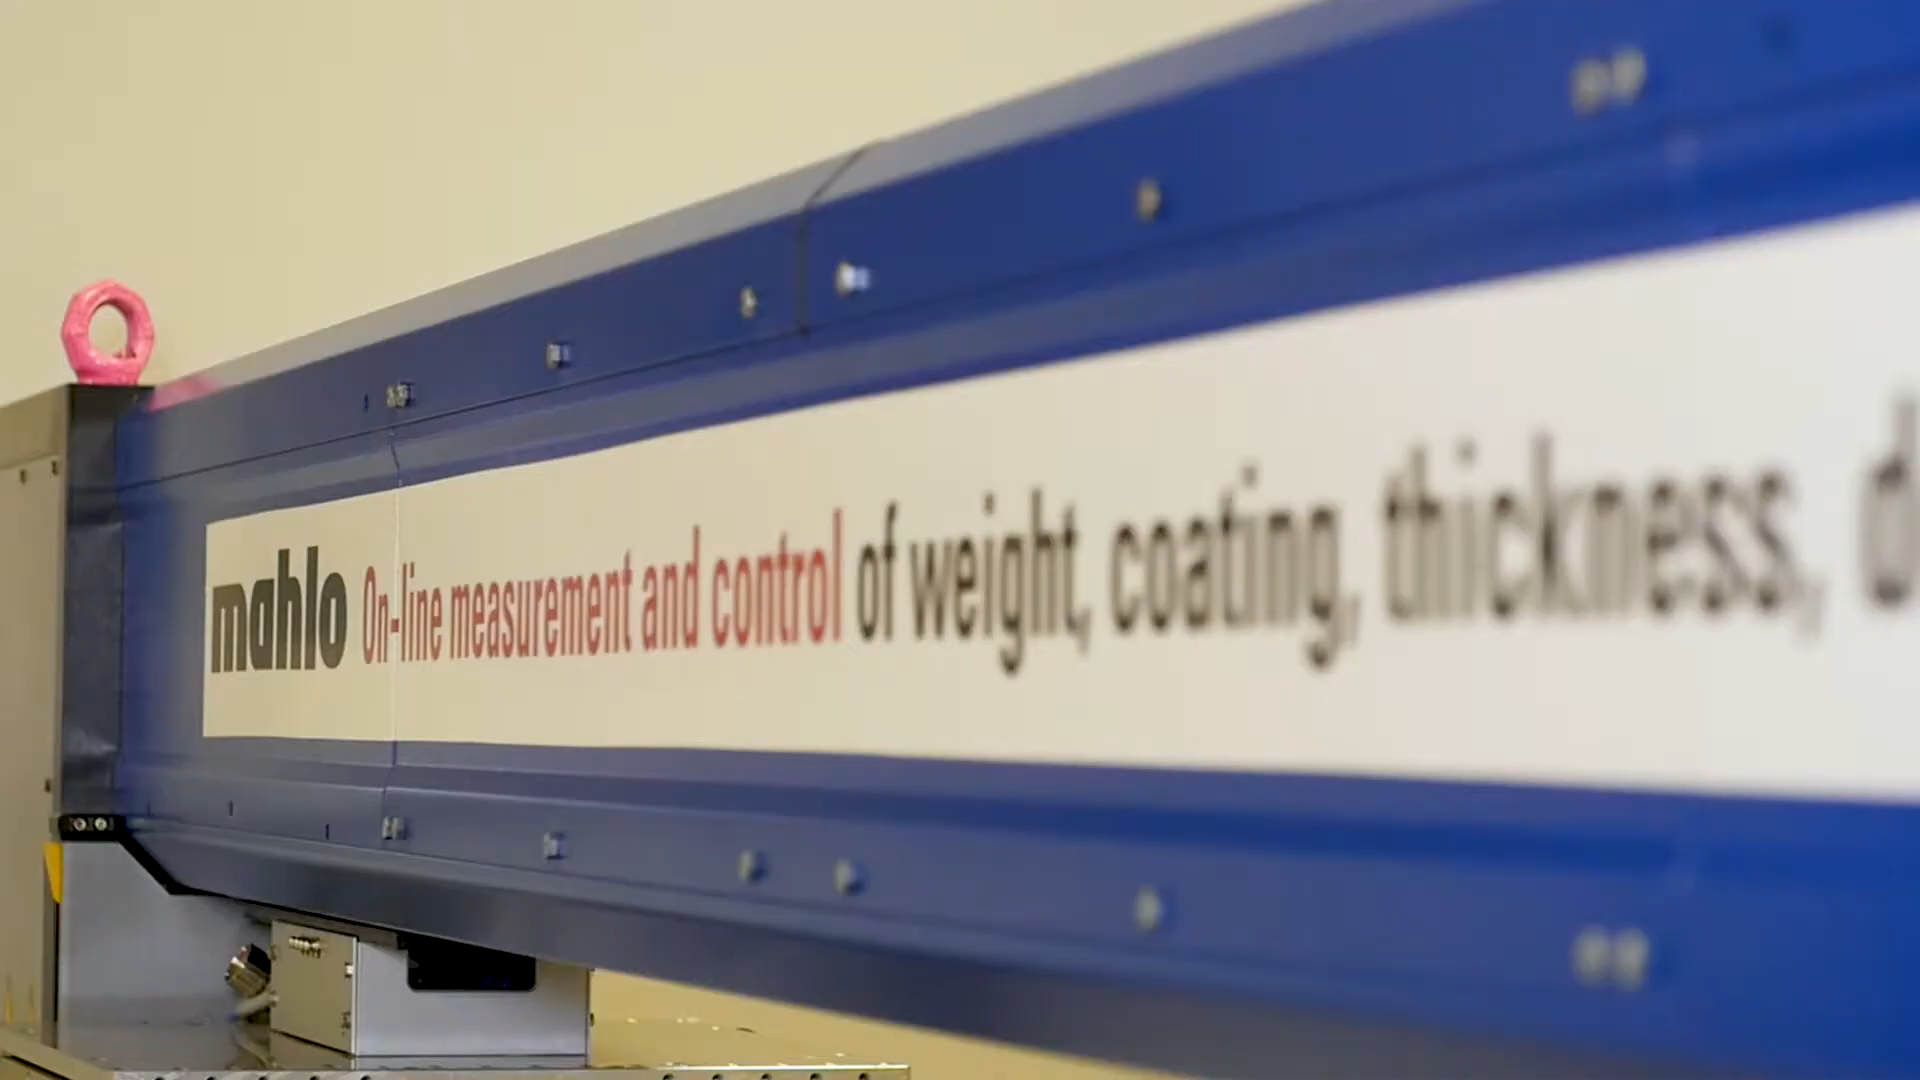 mahlo On-line measurement and control of weight, coating, thickness,